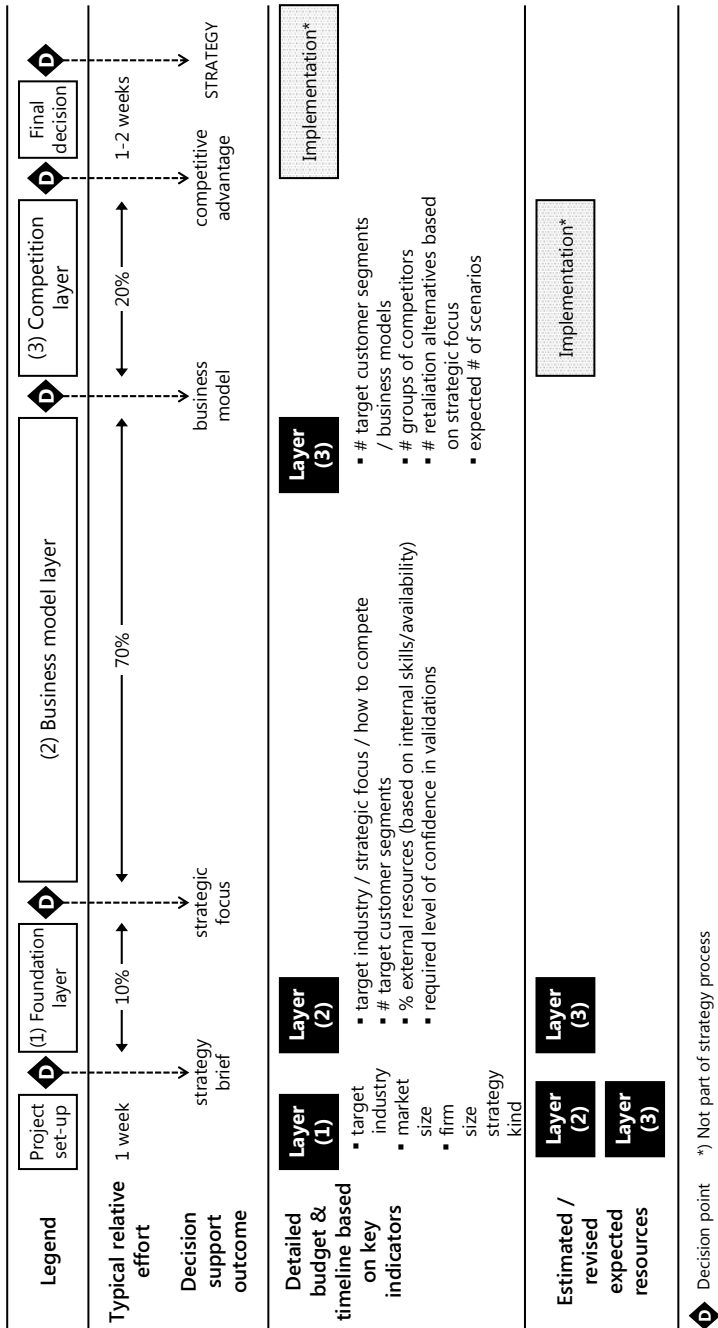 Legend
Project
set-up
D
(1) Foundation
layer
D
(2) Business model layer
D
(3) Competition
layer
D
Final
decision
D
Typical relative
effort
1 week
10%
70%
20%
1-2 weeks
Decision
support
outcome
strategy
brief
strategic
focus
business
model
competitive
advantage
STRATEGY
Detailed
budget &
timeline based
on key
indicators
Layer
(1)
▪ target
industry
▪ market
size
▪ firm
size
strategy
kind
Layer
(2)
▪ target industry / strategic focus / how to compete
▪ # target customer segments
▪ % external resources (based on internal skills/availability)
▪ required level of confidence in validations
Layer
(3)
▪ # target customer segments
/ business models
▪ # groups of competitors
▪ # retaliation alternatives based
on strategic focus
▪ expected # of scenarios
Implementation*
Estimated /
revised
expected
resources
Layer
(2)
Layer
(3)
Layer
(3)
Implementation*
D Decision point *) Not part of strategy process